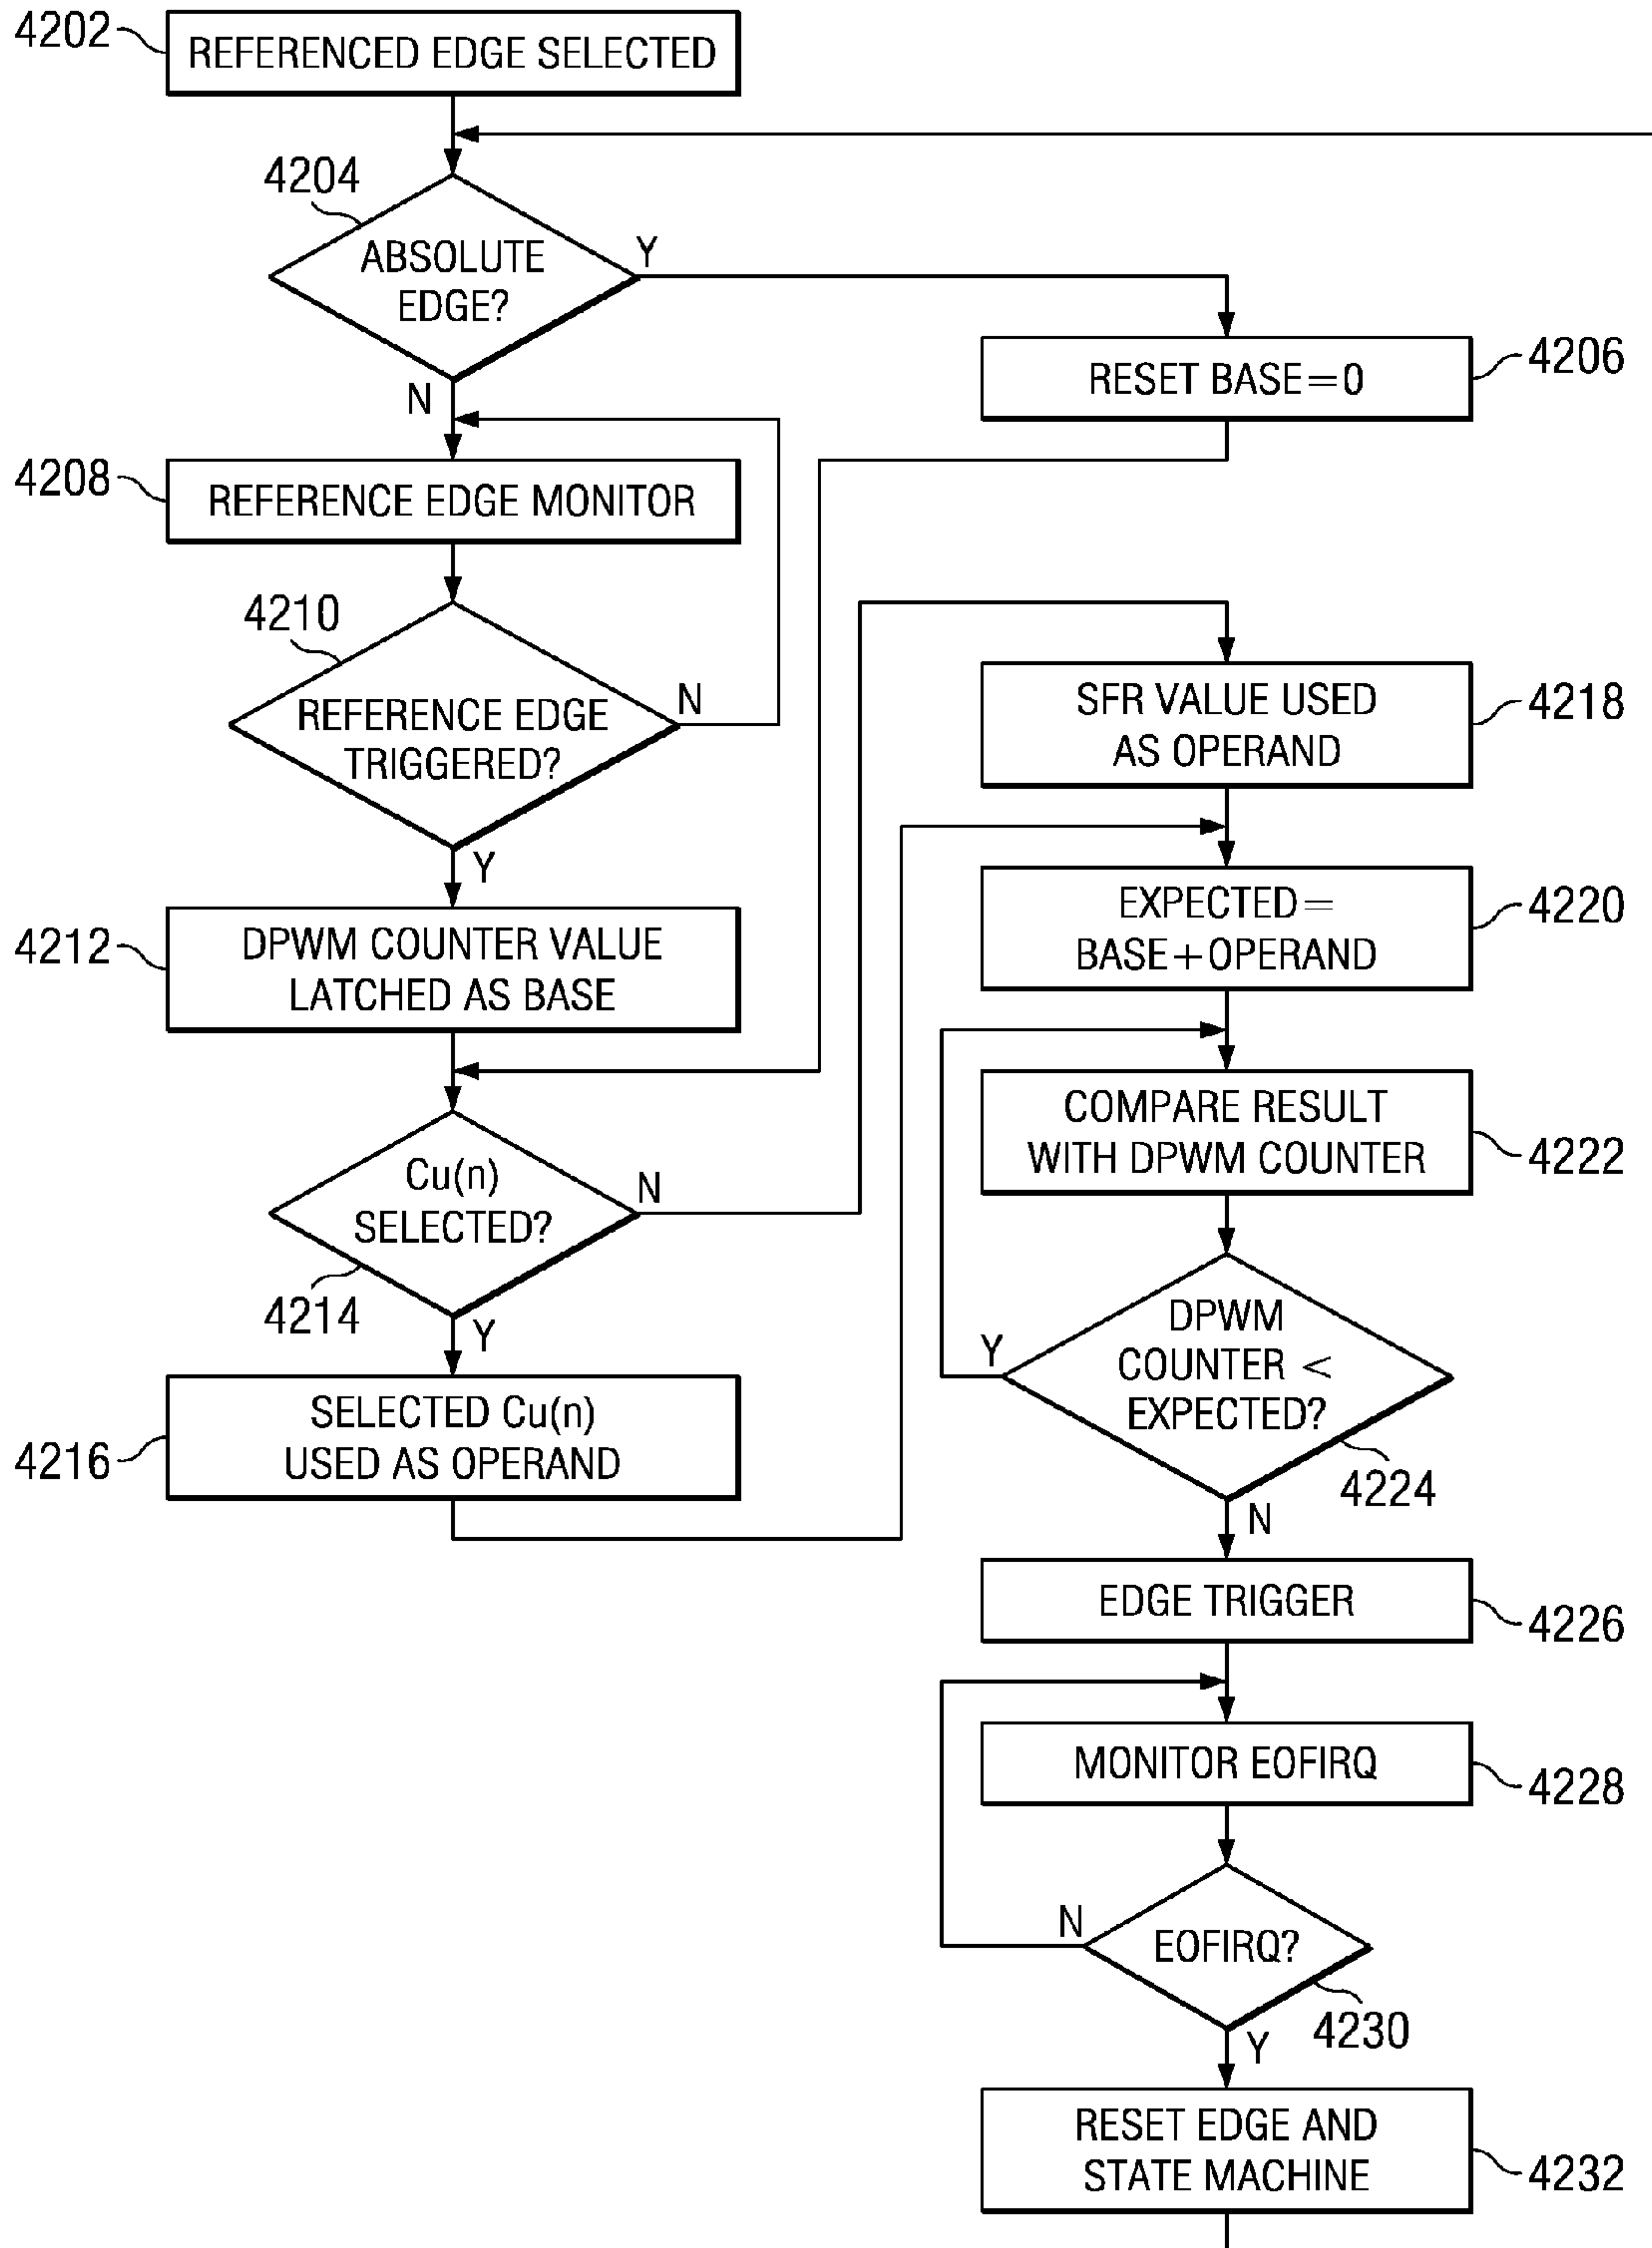 4202
REFERENCED EDGE SELECTED
4204
ABSOLUTE
EDGE?
Y
N
RESET BASE=0
4206
4208
REFERENCE EDGE MONITOR
4210
REFERENCE EDGE
TRIGGERED?
N
Y
4212
DPWM COUNTER VALUE
LATCHED AS BASE
Cu(n)
SELECTED?
N
4214
Y
4216
SELECTED Cu(n)
USED AS OPERAND
SFR VALUE USED
AS OPERAND
4218
EXPECTED=
BASE+OPERAND
4220
COMPARE RESULT
WITH DPWM COUNTER
4222
DPWM
COUNTER <
EXPECTED?
Y
4224
N
EDGE TRIGGER
4226
MONITOR EOFIRQ
4228
EOFIRQ?
N
4230
Y
RESET EDGE AND
STATE MACHINE
4232